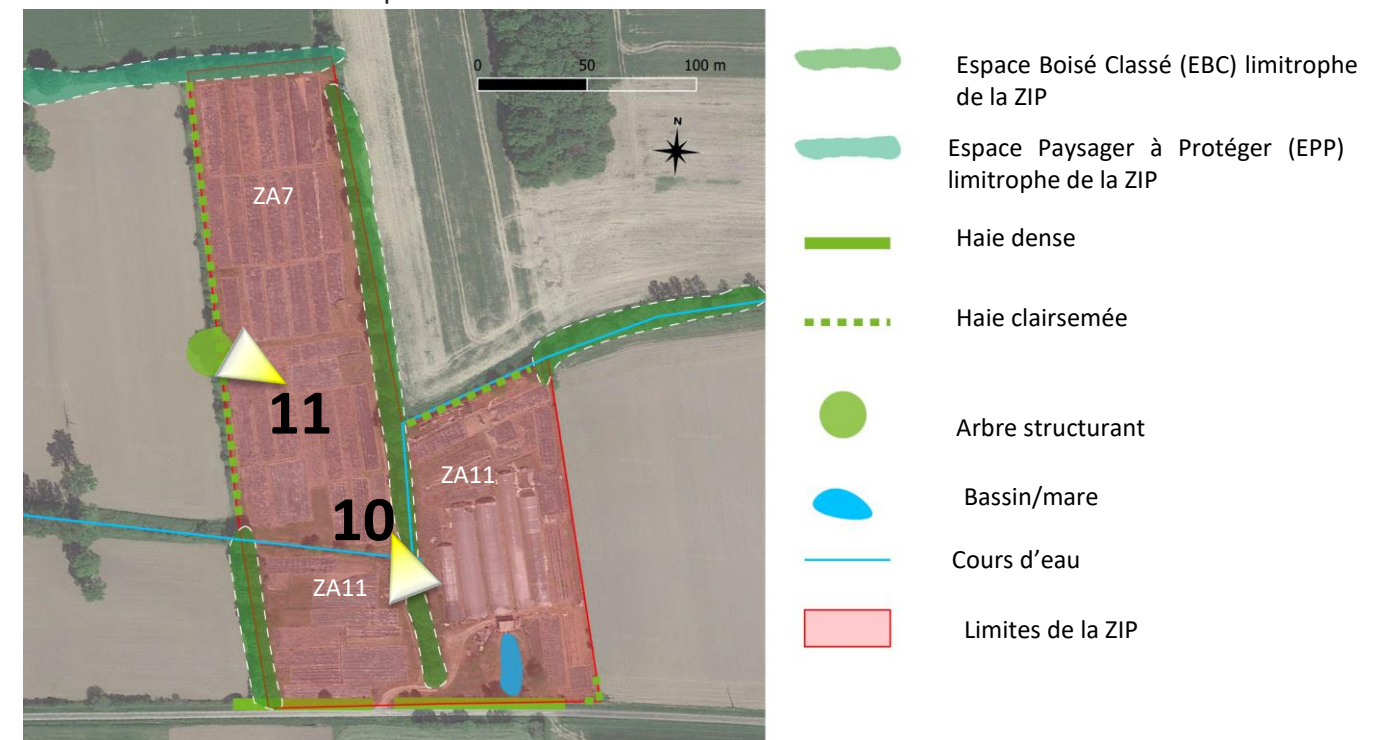 0 50 100 m
N
ZA7
11
ZA11
10
ZA11
Espace Boisé Classé (EBC) limitrophe
de la ZIP
Espace Paysager à Protéger (EPP)
limitrophe de la ZIP
Haie dense
Haie clairsemée
Arbre structurant
Bassin/mare
Cours d’eau
Limites de la ZIP